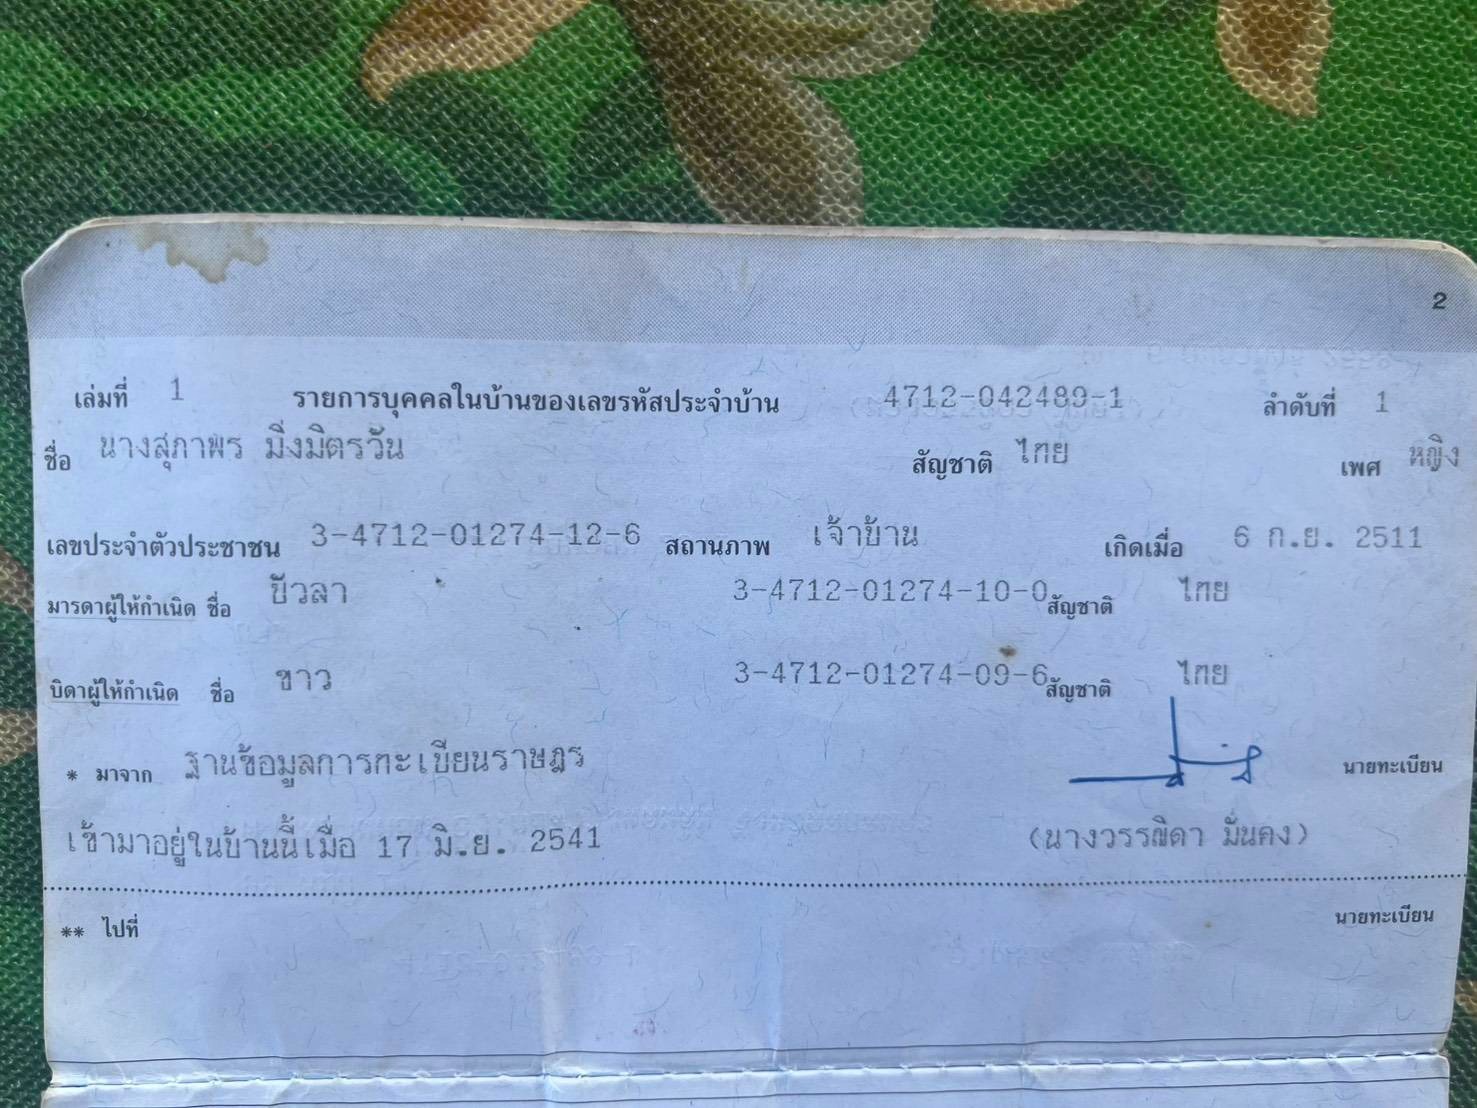 2
เล่มที่ 1 รายการบุคคลในบ้านของเลขรหัสประจำบ้าน 4712-042489-1 ลำดับที่ 1
ชื่อ นางสุภาพร มิ่งมิตรวัน สัญชาติ ไทย เพศ หญิง
เลขประจำตัวประชาชน 3-4712-01274-12-6 สถานภาพ เจ้าบ้าน เกิดเมื่อ 6 ก.ย. 2511
มารดาผู้ให้กำเนิด ชื่อ บัวลา 3-4712-01274-10-0 สัญชาติ ไทย
บิดาผู้ให้กำเนิด ชื่อ ขาว 3-4712-01274-09-6 สัญชาติ ไทย
* มาจาก ฐานข้อมูลการทะเบียนราษฎร นายทะเบียน
เข้ามาอยู่ในบ้านนี้เมื่อ 17 มิ.ย. 2541 (นางวรรณิดา มั่นคง)
** ไปที่ นายทะเบียน